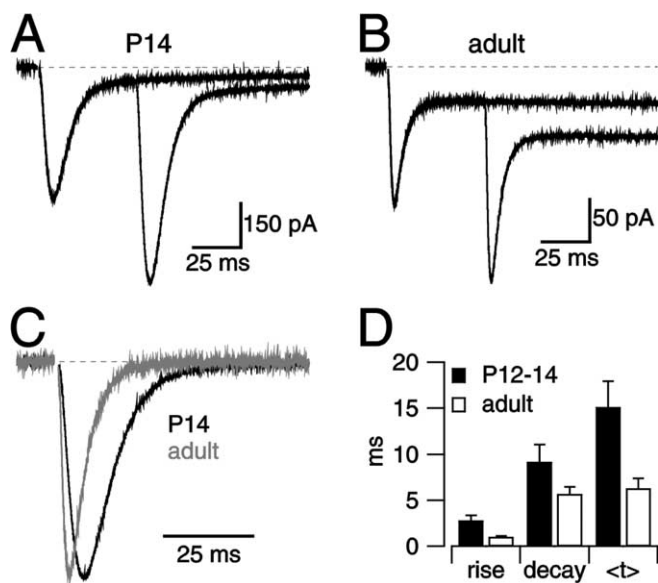 A
P14
150 pA
25 ms
B
adult
50 pA
25 ms
C
P14
adult
25 ms
D
20
15
10
5
0
ms
P12-14
adult
rise
decay
<t>